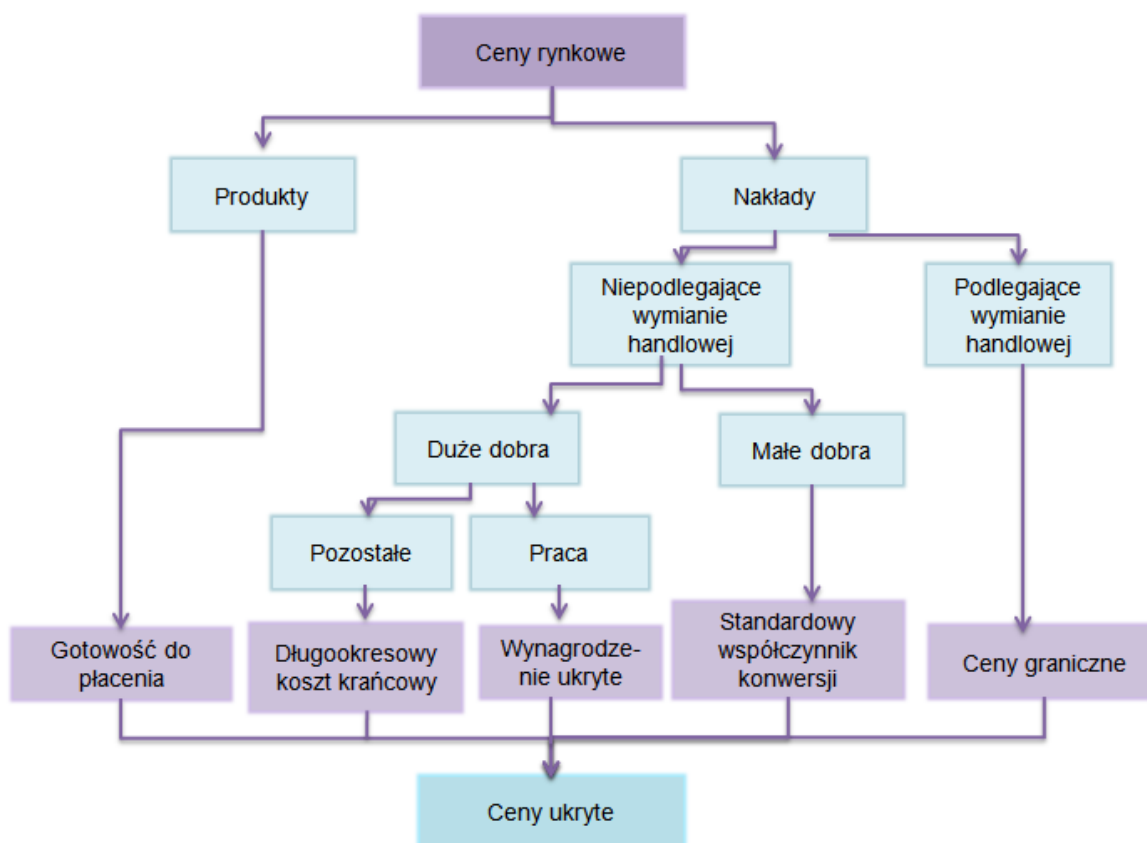 Ceny rynkowe
Produkty
Nakłady
Niepodlegające
wymianie
handlowej
Podlegające
wymianie
handlowej
Duże dobra
Małe dobra
Pozostałe
Praca
Gotowość do
płacenia
Długookresowy
koszt krańcowy
Wynagrodze-
nie ukryte
Standardowy
współczynnik
konwersji
Ceny graniczne
Ceny ukryte